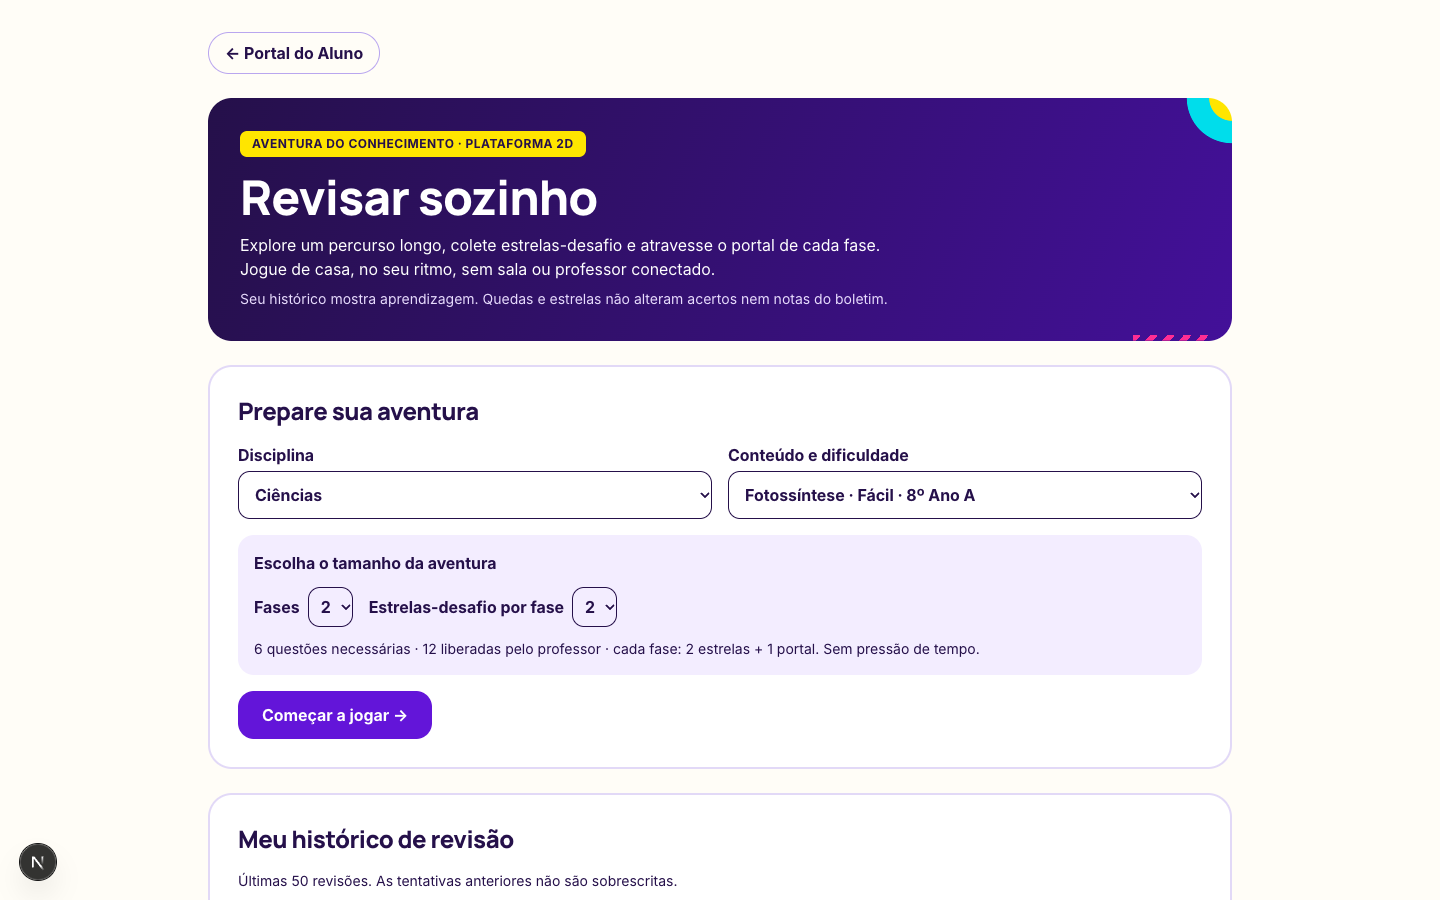 ← Portal do Aluno
AVENTURA DO CONHECIMENTO · PLATAFORMA 2D
Revisar sozinho
Explore um percurso longo, colete estrelas-desafio e atravesse o portal de cada fase.
Jogue de casa, no seu ritmo, sem sala ou professor conectado.
Seu histórico mostra aprendizagem. Quedas e estrelas não alteram acertos nem notas do boletim.
Prepare sua aventura
Disciplina
Conteúdo e dificuldade
Ciências
Fotossíntese · Fácil · 8º Ano A
Escolha o tamanho da aventura
Fases 2 Estrelas-desafio por fase 2
6 questões necessárias · 12 liberadas pelo professor · cada fase: 2 estrelas + 1 portal. Sem pressão de tempo.
Começar a jogar →
Meu histórico de revisão
Últimas 50 revisões. As tentativas anteriores não são sobrescritas.
N